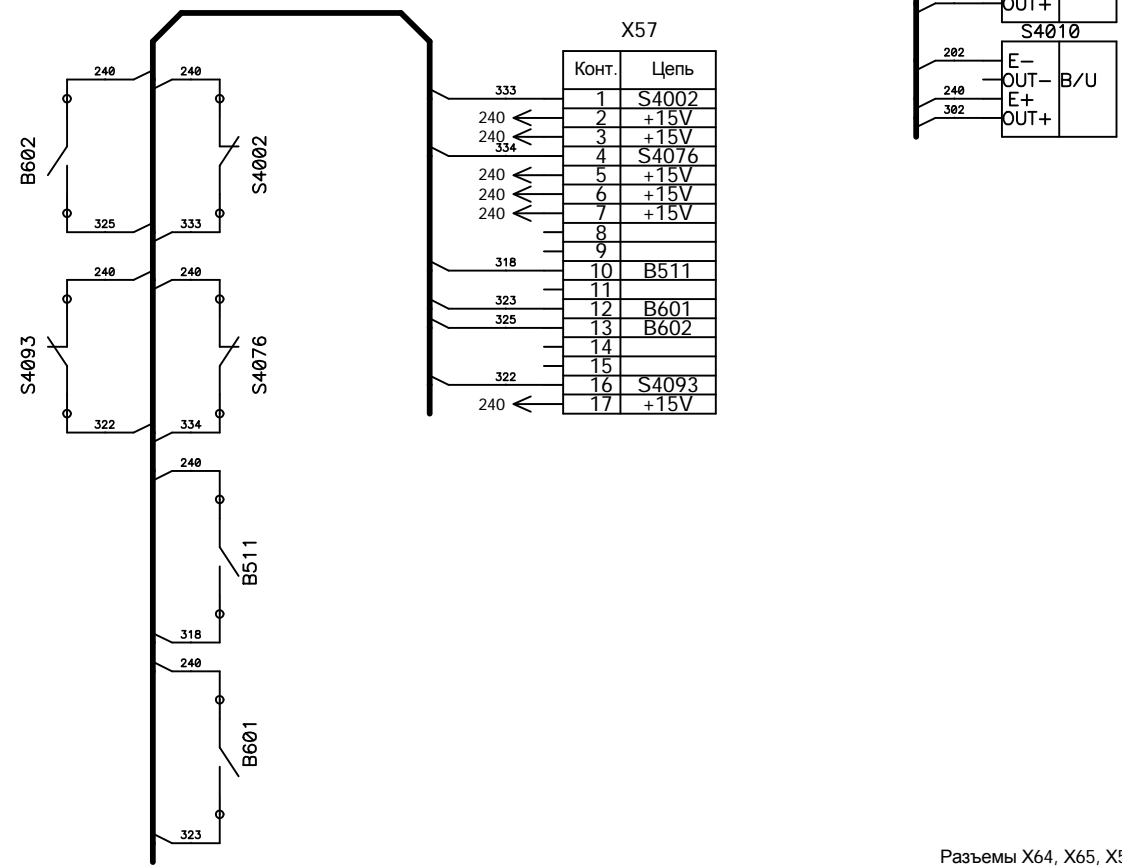 240
240
B602
S4002
325
333
240
240
S4093
S4076
322
334
240
B511
318
240
B601
323
X57
Конт. Цепь
333 1 S4002
240 2 +15V
240 3 +15V
334 4 S4076
240 5 +15V
240 6 +15V
240 7 +15V
8
9
318 10 B511
11
323 12 B601
325 13 B602
14
15
322 16 S4093
240 17 +15V
OUT+
S4010
202 E-
OUT- B/U
240 E+
302 OUT+
Разъемы X64, X65, X5